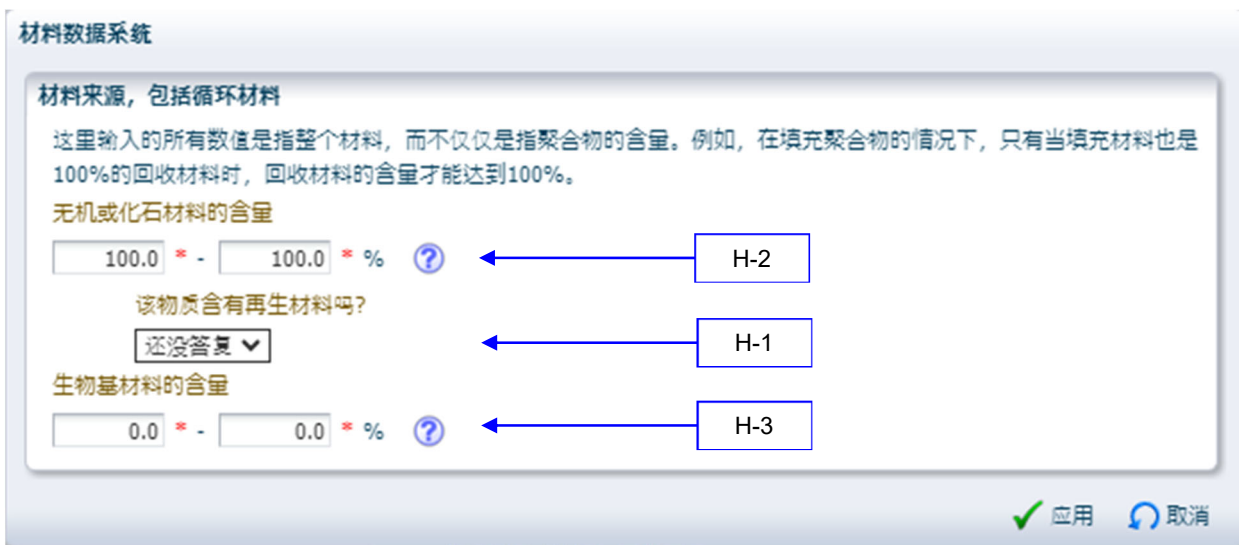 材料数据系统
材料来源，包括循环材料
这里输入的所有数值是指整个材料，而不仅仅是指聚合物的含量。例如，在填充聚合物的情况下，只有当填充材料也是
100%的回收材料时，回收材料的含量才能达到100%。
无机或化石材料的含量
100.0 * - 100.0 * % ? H-2
该物质含有再生材料吗?
还没答复 H-1
生物基材料的含量
0.0 * - 0.0 * % ? H-3
应用 取消